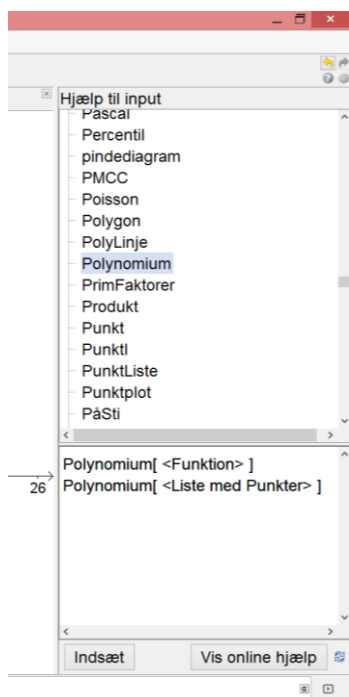 Hjælp til input
Pascal
Percentil
pindediagram
PMCC
Poisson
Polygon
PolyLinje
Polynomium
PrimFaktorer
Produkt
Punkt
PunktI
PunktListe
Punktplot
PåSti
Polynomium[ <Funktion> ]
26
Polynomium[ <Liste med Punkter> ]
Indsæt
Vis online hjælp